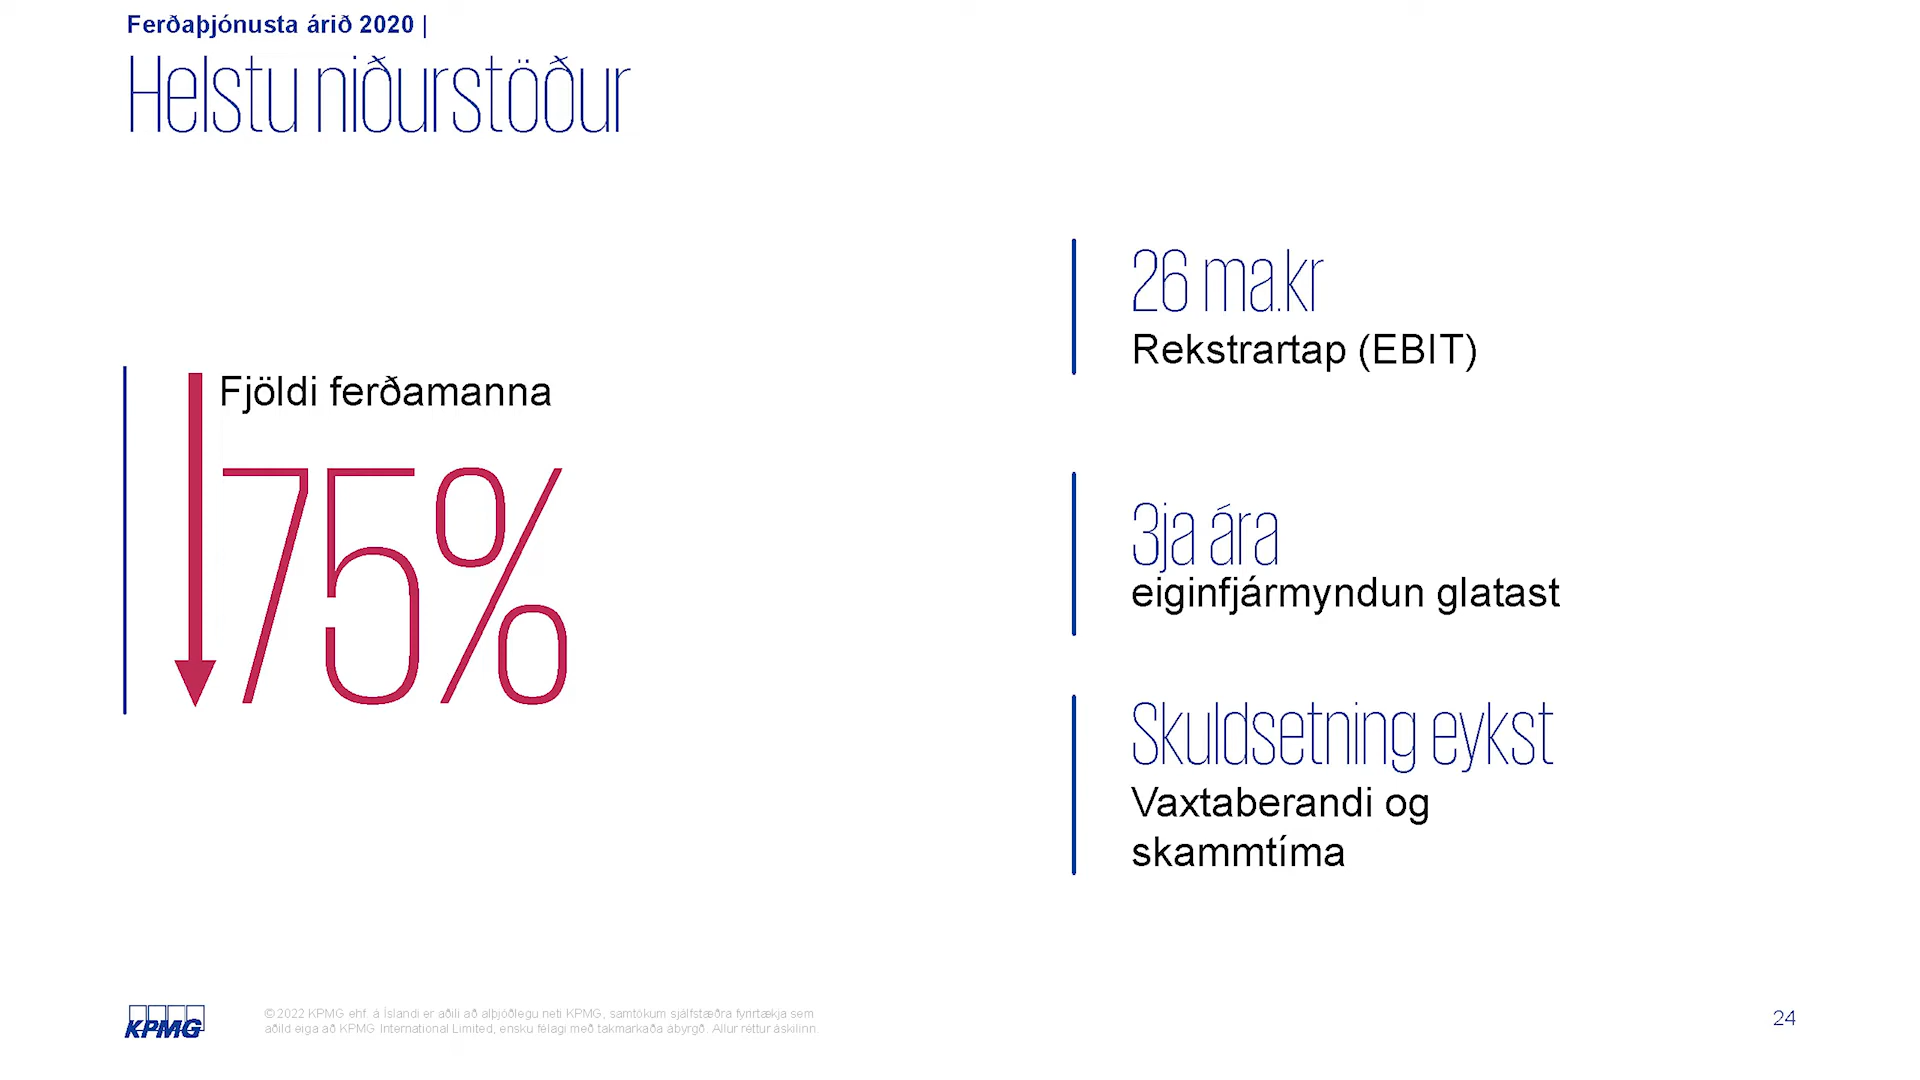 Ferðaþjónusta árið 2020 |
Helstu niðurstöður
Fjöldi ferðamanna
75%
26 ma.kr
Rekstrartap (EBIT)
3ja ára
eiginfjármyndun glatast
Skuldsetning eykst
Vaxtaberandi og
skammtíma
KPMG
© 2022 KPMG ehf. á Íslandi er aðili að alþjóðlegu neti KPMG, samtökum sjálfstæðra fyrirtækja sem
aðild eiga að KPMG International Limited, ensku félagi með takmarkaða ábyrgð. Allur réttur áskilinn.
24